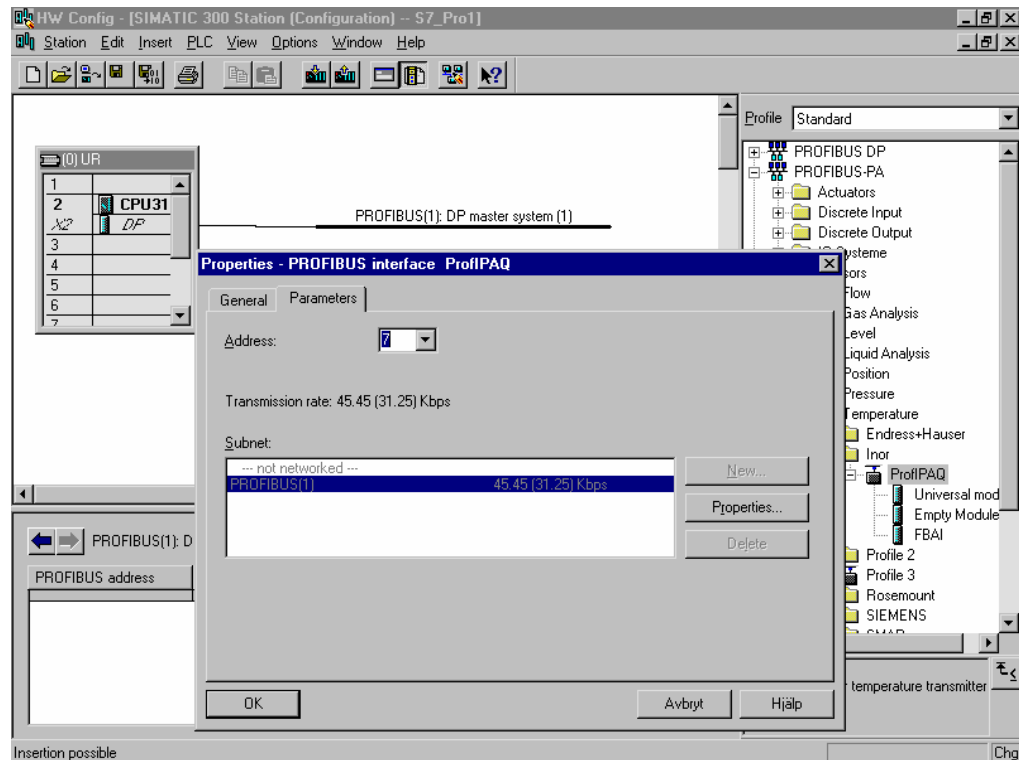 HW Config - [SIMATIC 300 Station (Configuration) -- S7_Pro1]
Station Edit Insert PLC View Options Window Help
Profile Standard
(0) UR
1
2 CPU31
X2 DP
3
4
5
6
7
PROFIBUS(1): DP master system (1)
PROFIBUS DP
PROFIBUS-PA
Actuators
Discrete Input
Discrete Output
ysteme
sors
Flow
Gas Analysis
Level
Liquid Analysis
Position
Pressure
Temperature
Endress+Hauser
Inor
ProfIPAQ
Universal mod
Empty Module
FBAI
Profile 2
Profile 3
Rosemount
SIEMENS
SMAR
Properties - PROFIBUS interface ProfIPAQ
General Parameters
Address: 7
Transmission rate: 45.45 (31.25) Kbps
Subnet:
--- not networked ---
PROFIBUS(1) 45.45 (31.25) Kbps
New...
Properties...
Delete
OK Avbryt Hjälp
PROFIBUS(1): D
PROFIBUS address
temperature transmitter
Insertion possible
Chg